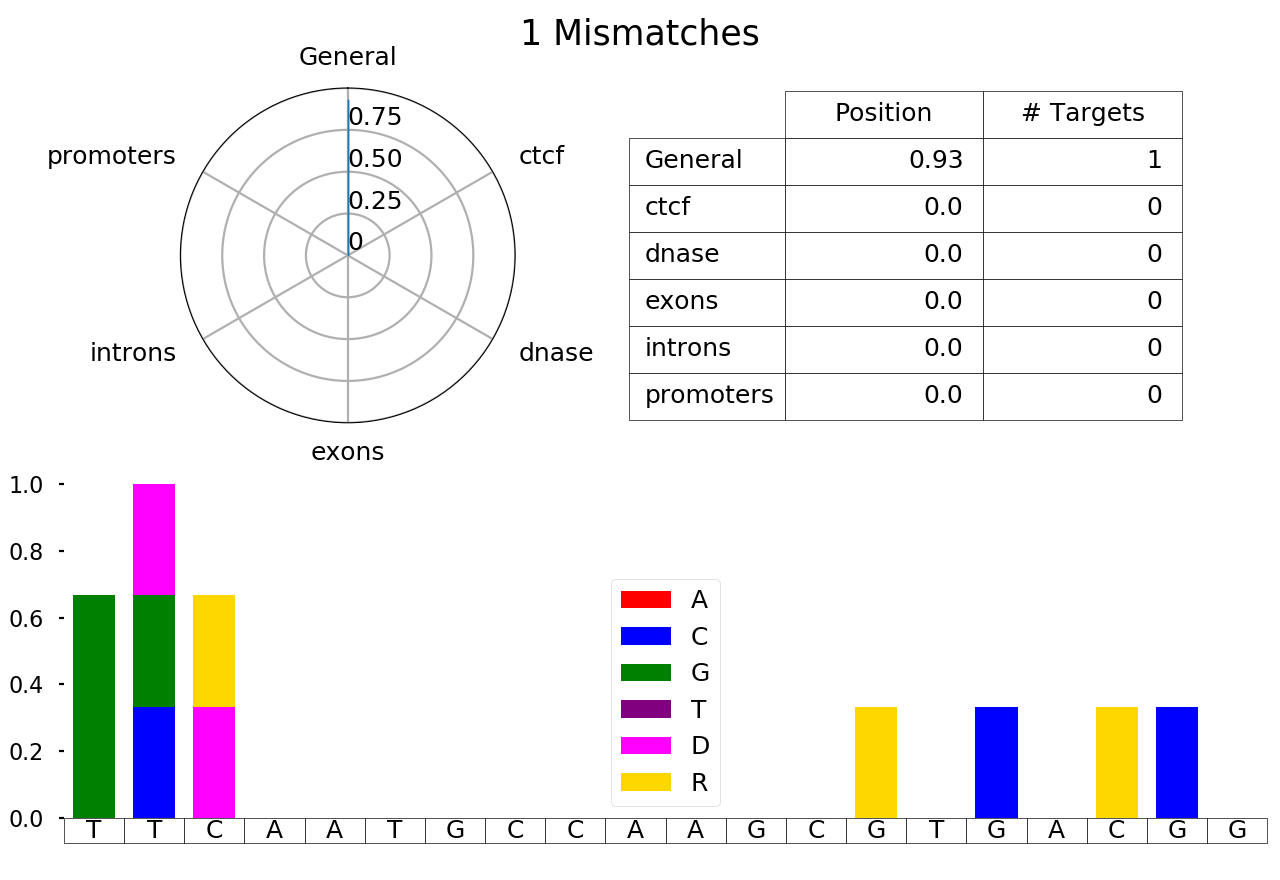 1 Mismatches
General
promoters
ctcf
0.75
0.50
0.25
0
introns
dnase
exons
Position # Targets
General 0.93 1
ctcf 0.0 0
dnase 0.0 0
exons 0.0 0
introns 0.0 0
promoters 0.0 0
1.0
0.8
0.6
0.4
0.2
0.0
A
C
G
T
D
R
T T C A A T G C C A A G C G T G A C G G